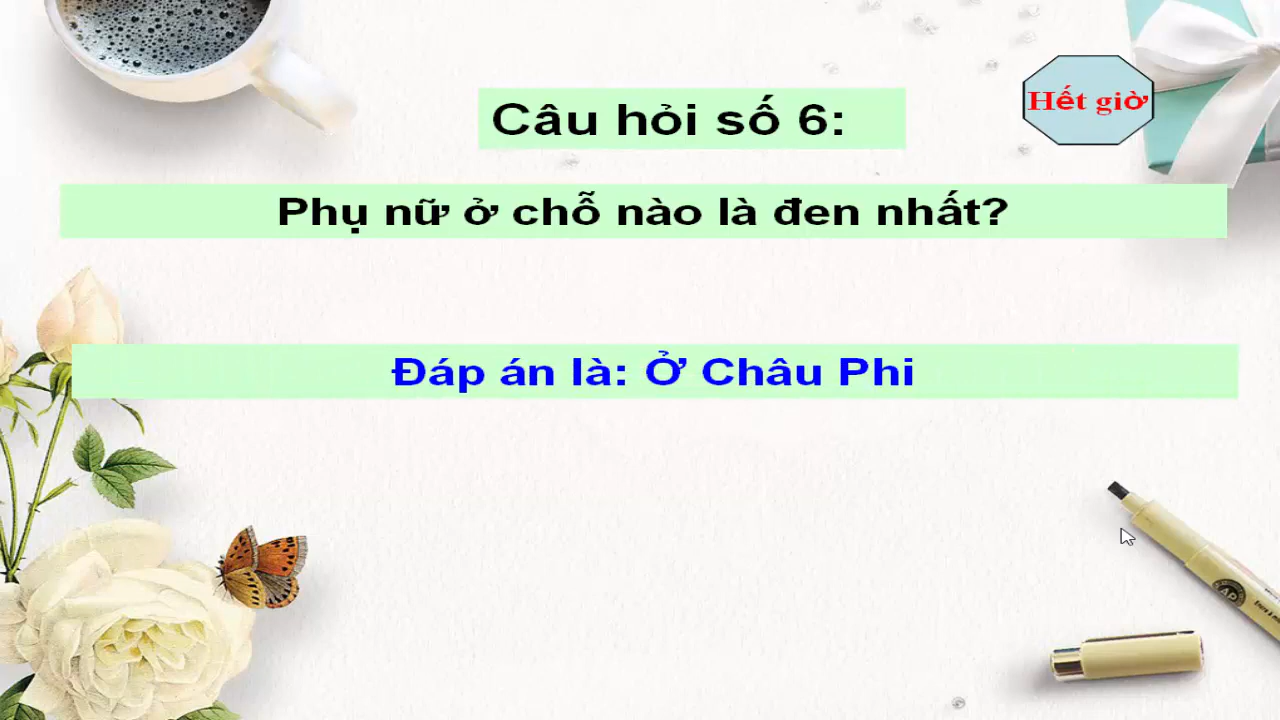 Câu hỏi số 6:
Hết giờ
Phụ nữ ở chỗ nào là đen nhất?
Đáp án là: Ở Châu Phi